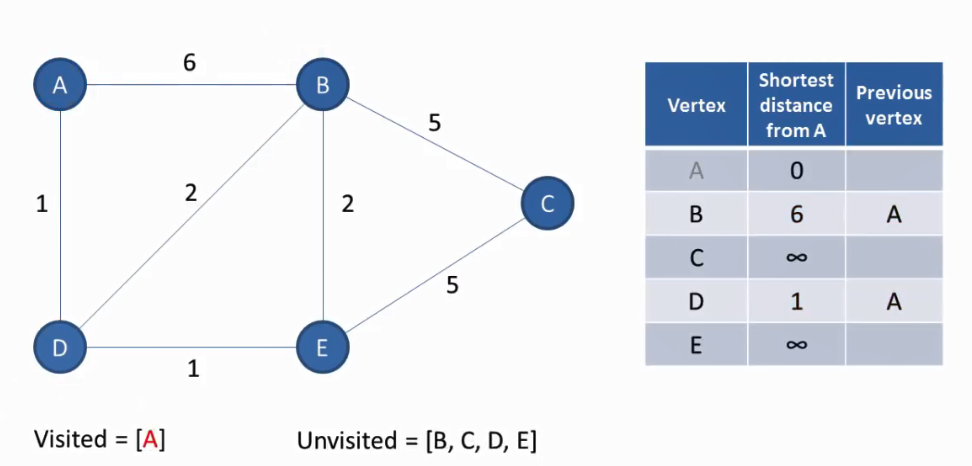 6
A
B
5
1
2
2
C
5
D
E
1
Visited = [A]
Unvisited = [B, C, D, E]
Vertex
Shortest
distance
from A
Previous
vertex
A 0
B 6 A
C ∞
D 1 A
E ∞